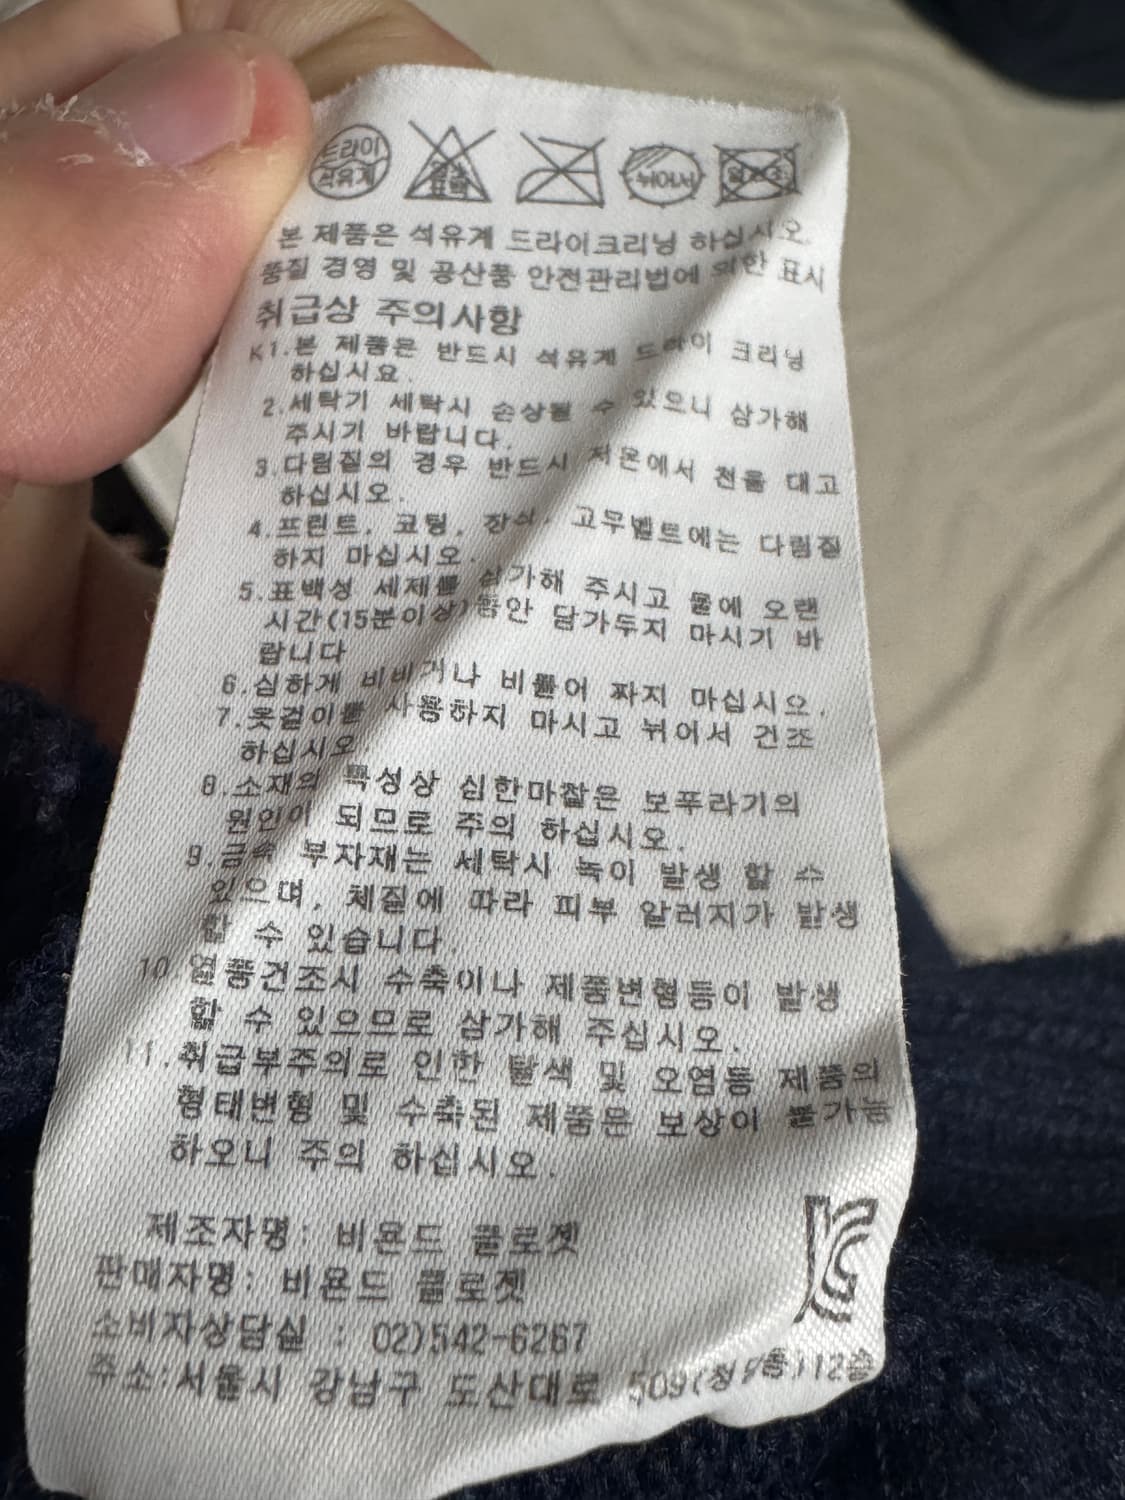 드라이
석유계
염소
표백
뉘어서
본 제품은 석유계 드라이크리닝 하십시오.
품질 경영 및 공산품 안전관리법에 의한 표시
취급상 주의사항
K1.본 제품은 반드시 석유계 드라이 크리닝
하십시요.
2.세탁기 세탁시 손상될 수 있으니 삼가해
주시기 바랍니다.
3.다림질의 경우 반드시 저온에서 천을 대고
하십시오.
4.프린트, 코팅, 장식, 고무벨트에는 다림질
하지 마십시오.
5.표백성 세제를 삼가해 주시고 물에 오랜
시간(15분이상)동안 담가두지 마시기 바
랍니다
6.심하게 비비거나 비틀어 짜지 마십시오.
7.옷걸이를 사용하지 마시고 뉘어서 건조
하십시오.
8.소재의 특성상 심한마찰은 보푸라기의
원인이 되므로 주의 하십시오.
9.금속 부자재는 세탁시 녹이 발생 할 수
있으며, 체질에 따라 피부 알러지가 발생
할 수 있습니다.
10.열풍건조시 수축이나 제품변형등이 발생
할 수 있으므로 삼가해 주십시오.
11.취급부주의로 인한 탈색 및 오염등 제품의
형태변형 및 수축된 제품은 보상이 불가능
하오니 주의 하십시오.
제조자명: 비욘드 클로젯
판매자명: 비욘드 클로젯
소비자상담실 : 02)542-6267
주소:서울시 강남구 도산대로 509